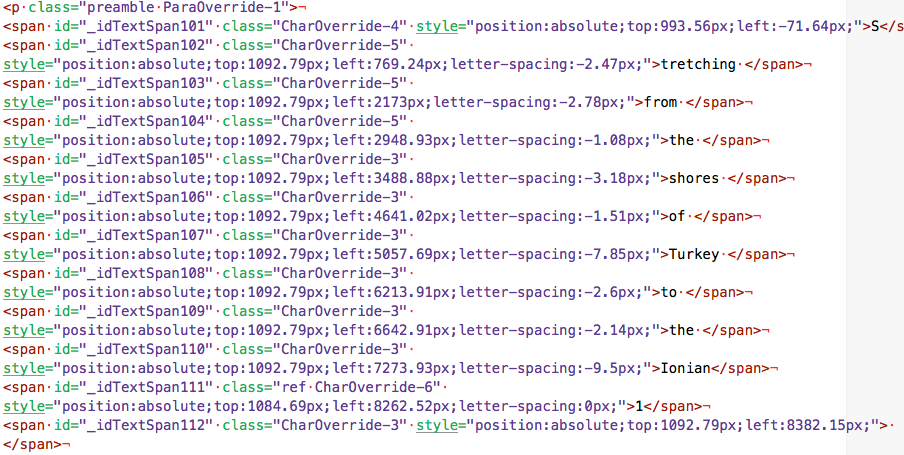 <p·class="preamble·ParaOverride-1">¬
<span·id="_idTextSpan101"·class="CharOverride-4"·style="position:absolute;top:993.56px;left:-71.64px;">S</s
<span·id="_idTextSpan102"·class="CharOverride-5"·
style="position:absolute;top:1092.79px;left:769.24px;letter-spacing:-2.47px;">tretching·</span>¬
<span·id="_idTextSpan103"·class="CharOverride-5"·
style="position:absolute;top:1092.79px;left:2173px;letter-spacing:-2.78px;">from·</span>¬
<span·id="_idTextSpan104"·class="CharOverride-5"·
style="position:absolute;top:1092.79px;left:2948.93px;letter-spacing:-1.08px;">the·</span>¬
<span·id="_idTextSpan105"·class="CharOverride-3"·
style="position:absolute;top:1092.79px;left:3488.88px;letter-spacing:-3.18px;">shores·</span>¬
<span·id="_idTextSpan106"·class="CharOverride-3"·
style="position:absolute;top:1092.79px;left:4641.02px;letter-spacing:-1.51px;">of·</span>¬
<span·id="_idTextSpan107"·class="CharOverride-3"·
style="position:absolute;top:1092.79px;left:5057.69px;letter-spacing:-7.85px;">Turkey·</span>¬
<span·id="_idTextSpan108"·class="CharOverride-3"·
style="position:absolute;top:1092.79px;left:6213.91px;letter-spacing:-2.6px;">to·</span>¬
<span·id="_idTextSpan109"·class="CharOverride-3"·
style="position:absolute;top:1092.79px;left:6642.91px;letter-spacing:-2.14px;">the·</span>¬
<span·id="_idTextSpan110"·class="CharOverride-3"·
style="position:absolute;top:1092.79px;left:7273.93px;letter-spacing:-9.5px;">Ionian</span>¬
<span·id="_idTextSpan111"·class="ref·CharOverride-6"·
style="position:absolute;top:1084.69px;left:8262.52px;letter-spacing:0px;">1</span>¬
<span·id="_idTextSpan112"·class="CharOverride-3"·style="position:absolute;top:1092.79px;left:8382.15px;">·
</span>¬